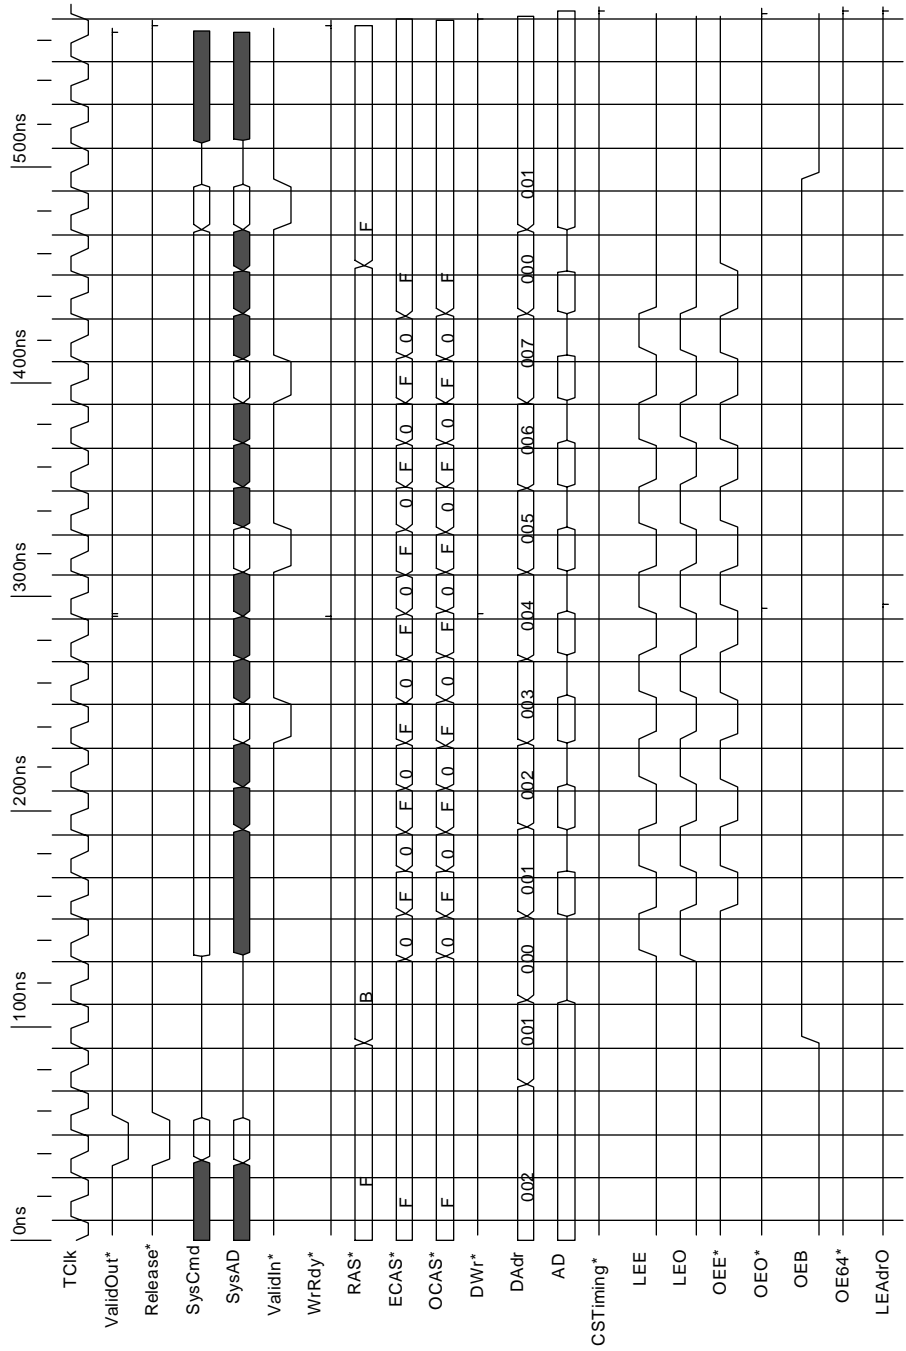 0ns 100ns 200ns 300ns 400ns 500ns
TClk
ValidOut*
Release*
SysCmd
SysAD
ValidIn*
WrRdy*
RAS* F B F
ECAS* F 0 F 0 F 0 F 0 F 0 F 0 F 0 F 0 F
OCAS* F 0 F 0 F 0 F 0 F 0 F 0 F 0 F 0 F
DWr*
DAdr 002 001 000 001 002 003 004 005 006 007 000 001
AD
CSTiming*
LEE
LEO
OEE*
OEO*
OEB
OE64*
LEAdrO